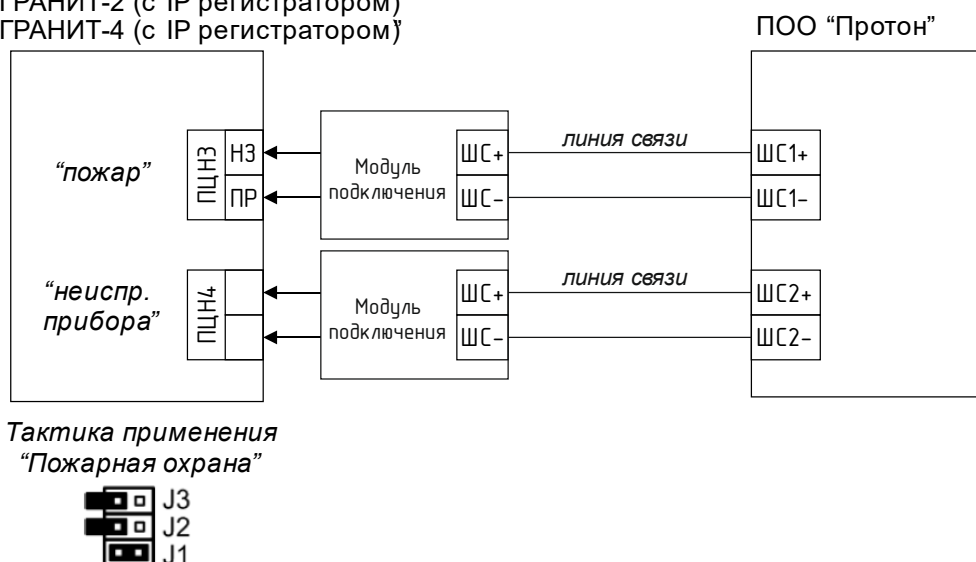 ГРАНИТ-2 (с IP регистратором)
ГРАНИТ-4 (с IP регистратором)”
ПОО “Протон”
“пожар”
ПЦН3
НЗ
ПР
Модуль
подключения
ШС+
ШС-
линия связи
ШС1+
ШС1-
“неиспр.
прибора”
ПЦН4
Модуль
подключения
ШС+
ШС-
линия связи
ШС2+
ШС2-
Тактика применения
“Пожарная охрана”
J3
J2
J1